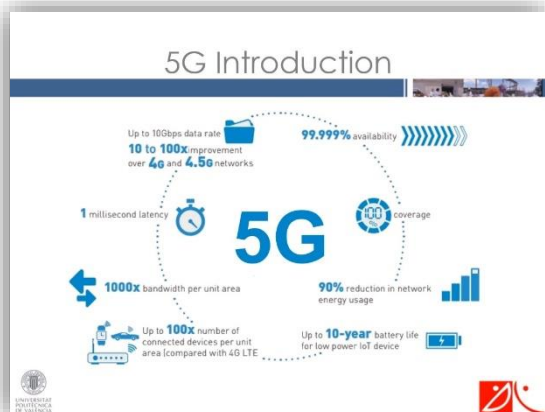 5G Introduction
Up to 10Gbps data rate
10 to 100x improvement
over 4G and 4.5G networks
99.999% availability
1 millisecond latency
5G
100
%
coverage
1000x bandwidth per unit area
90% reduction in network
energy usage
Up to 100x number of
connected devices per unit
area (compared with 4G LTE
Up to 10-year battery life
for low power IoT device
UNIVERSITAT
POLITÈCNICA
DE VALÈNCIA